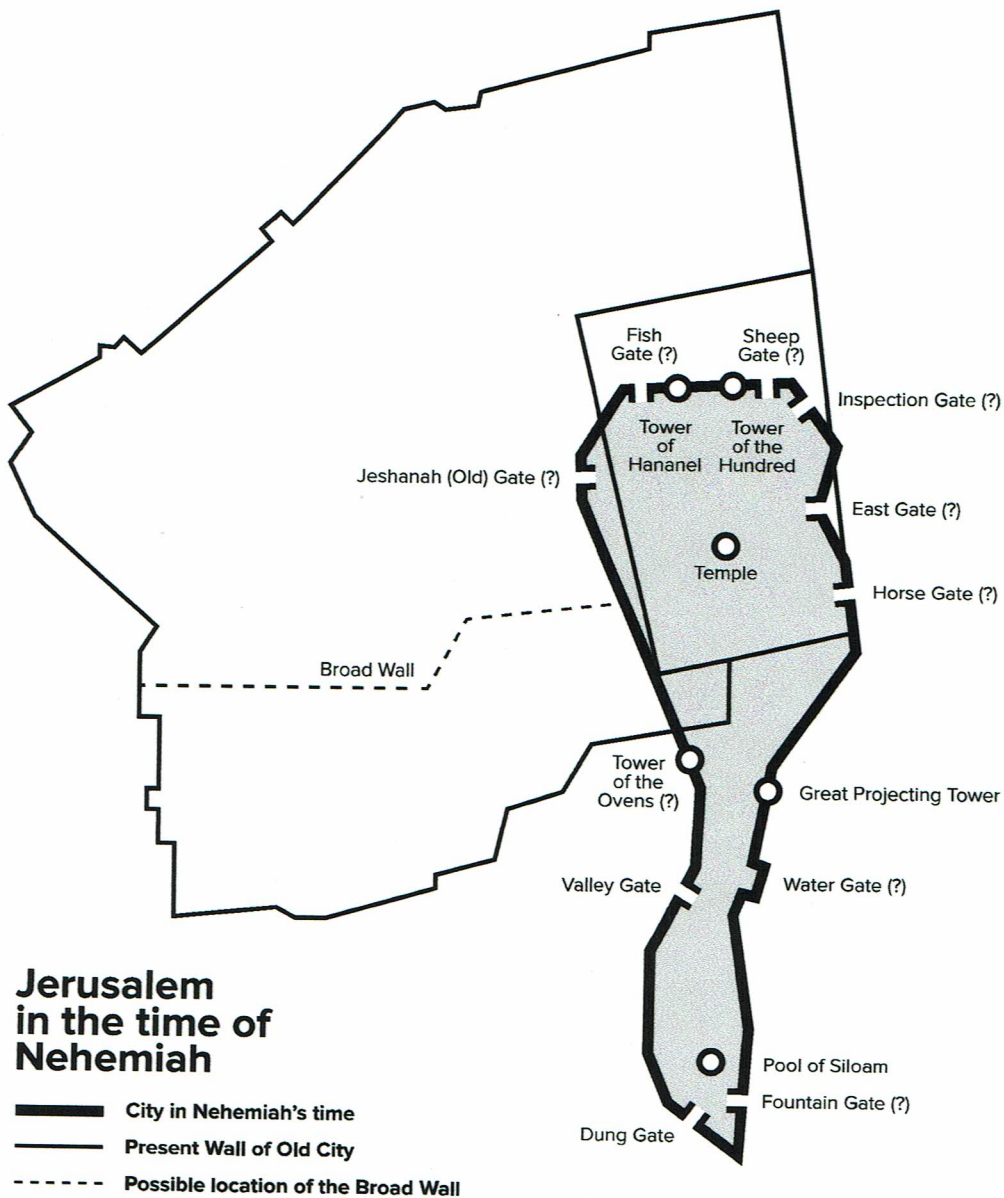 Fish
Gate (?)
Sheep
Gate (?)
Inspection Gate (?)
Tower
of
Hananel
Tower
of the
Hundred
Jeshanah (Old) Gate (?)
East Gate (?)
Temple
Horse Gate (?)
Broad Wall
Tower
of the
Ovens (?)
Great Projecting Tower
Valley Gate
Water Gate (?)
Pool of Siloam
Fountain Gate (?)
Dung Gate
Jerusalem
in the time of
Nehemiah
City in Nehemiah's time
Present Wall of Old City
Possible location of the Broad Wall